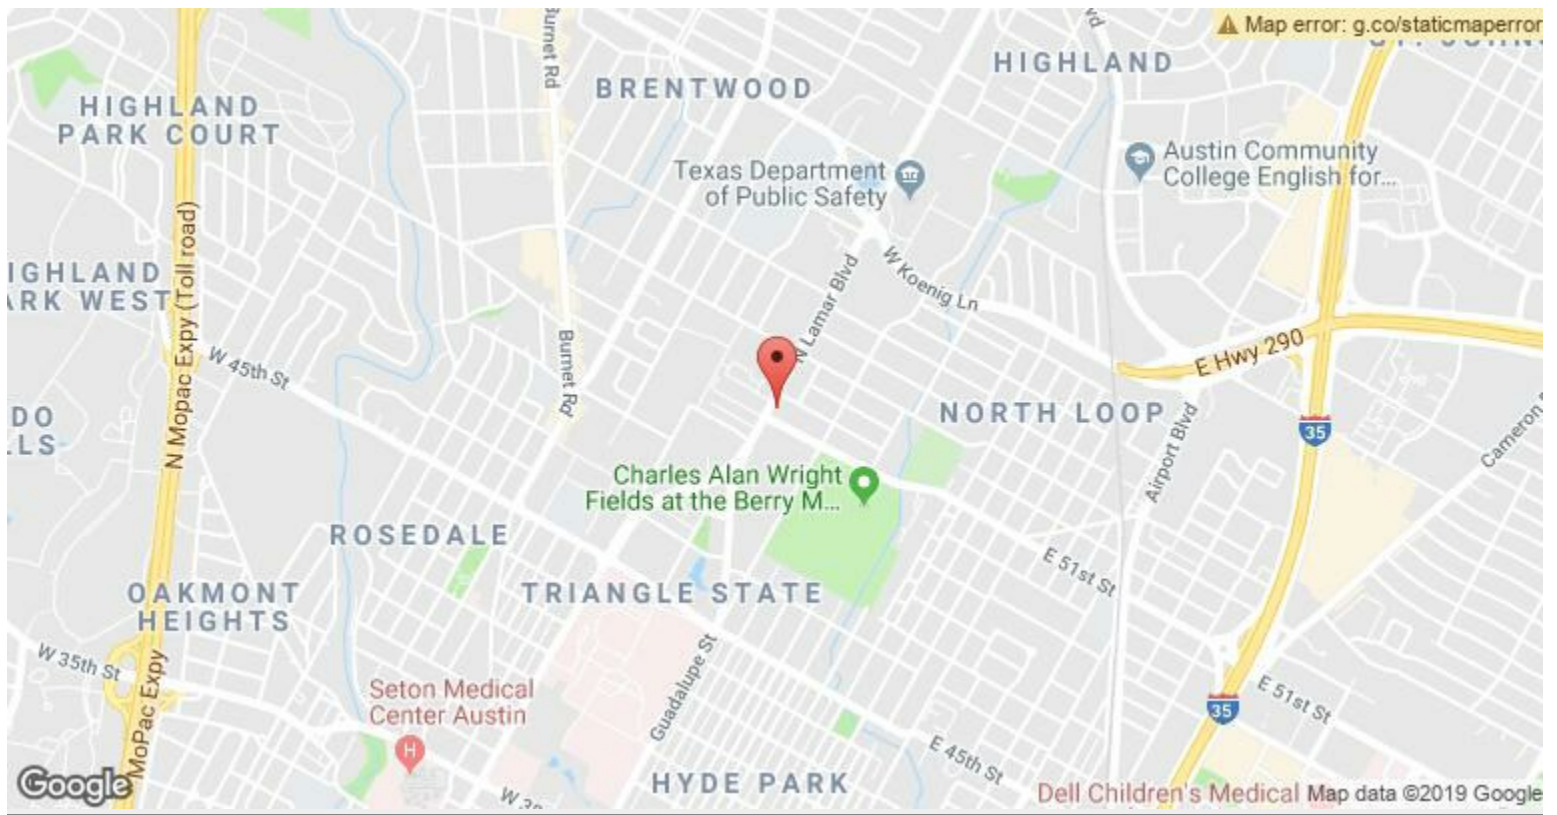 Map error: g.co/staticmaperror
Burnet Rd
HIGHLAND
BRENTWOOD
HIGHLAND
PARK COURT
Austin Community
College English for...
Texas Department
of Public Safety
N Mopac Expy (Toll road)
W Koenig Ln
N Lamar Blvd
WEST
Burnet Rd
W 45th St
E Hwy 290
NORTH LOOP
35
Airport Blvd
Cameron
Charles Alan Wright
Fields at the Berry M...
ROSEDALE
E 51st St
TRIANGLE STATE
OAKMONT
HEIGHTS
W 35th St
MoPac Expy
Guadalupe St
Seton Medical
Center Austin
H
E 51st St
35
E 45th St
HYDE PARK
Google
Dell Children's Medical
Map data ©2019 Google